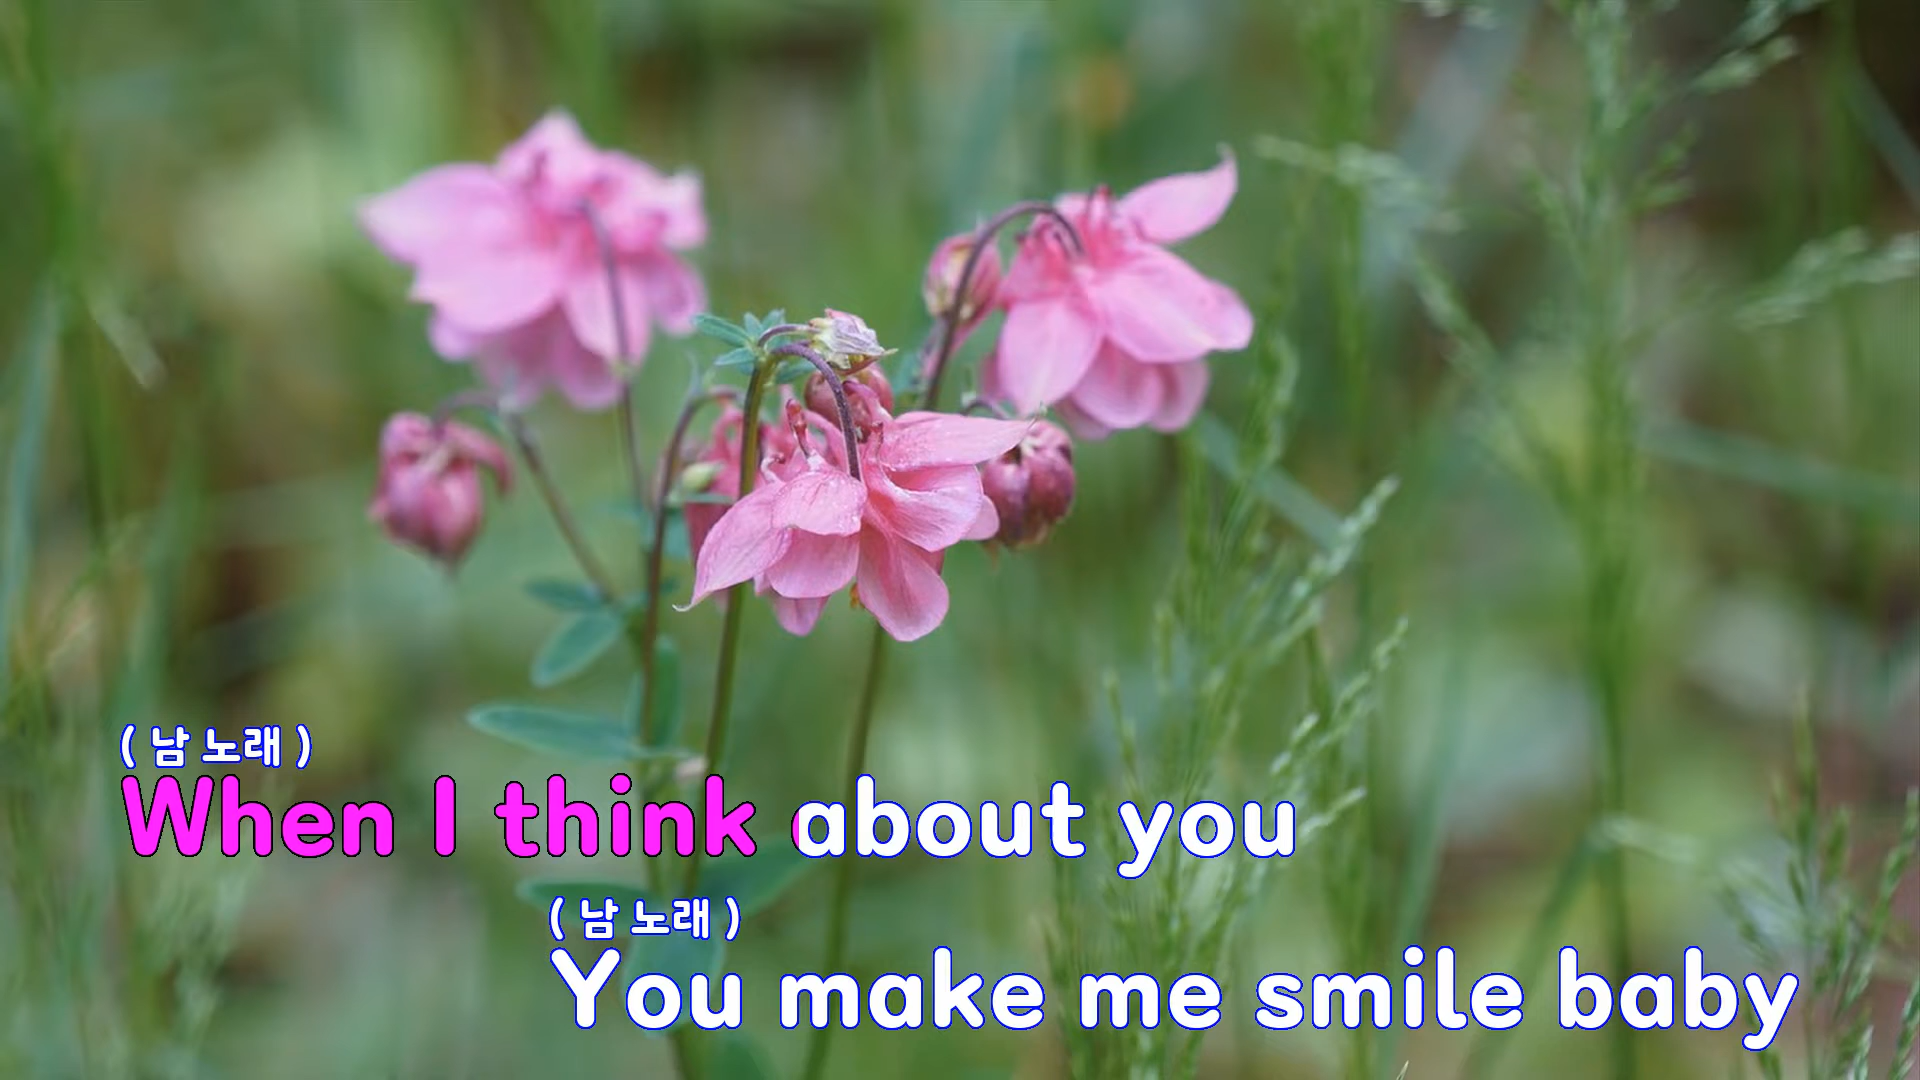 ( 남 노래 )
When I think about you
( 남 노래 )
You make me smile baby